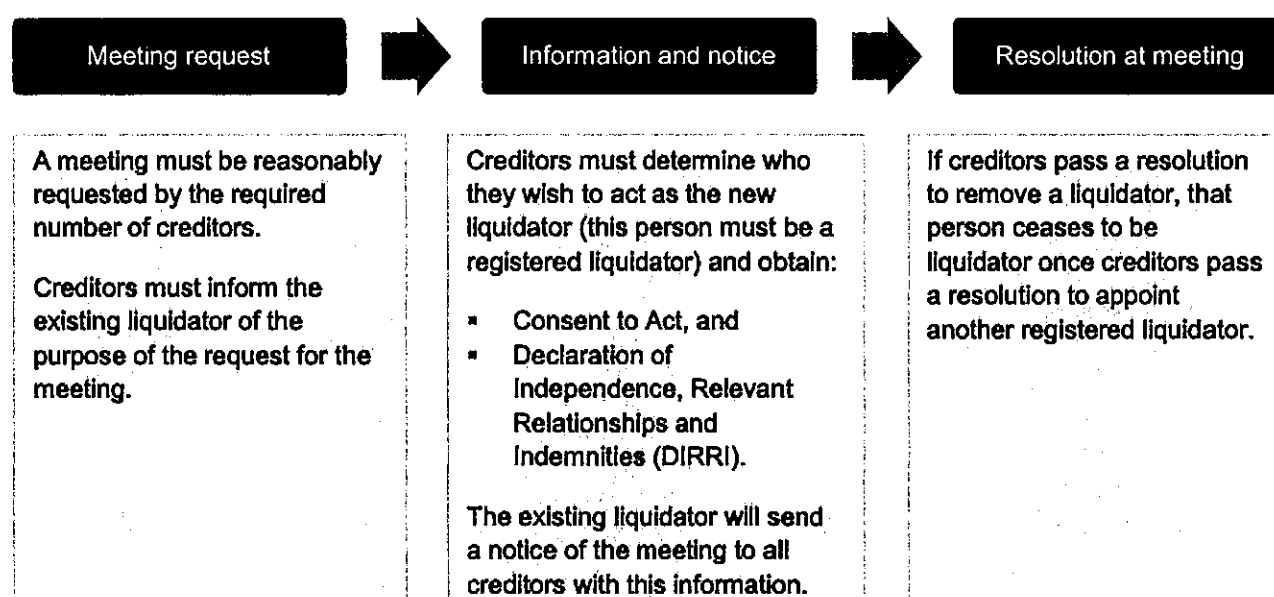 Meeting request
Information and notice
Resolution at meeting
A meeting must be reasonably
requested by the required
number of creditors.
Creditors must inform the
existing liquidator of the
purpose of the request for the
meeting.
Creditors must determine who
they wish to act as the new
liquidator (this person must be a
registered liquidator) and obtain:
▪ Consent to Act, and
▪ Declaration of
Independence, Relevant
Relationships and
Indemnities (DIRRI).
The existing liquidator will send
a notice of the meeting to all
creditors with this information.
If creditors pass a resolution
to remove a liquidator, that
person ceases to be
liquidator once creditors pass
a resolution to appoint
another registered liquidator.